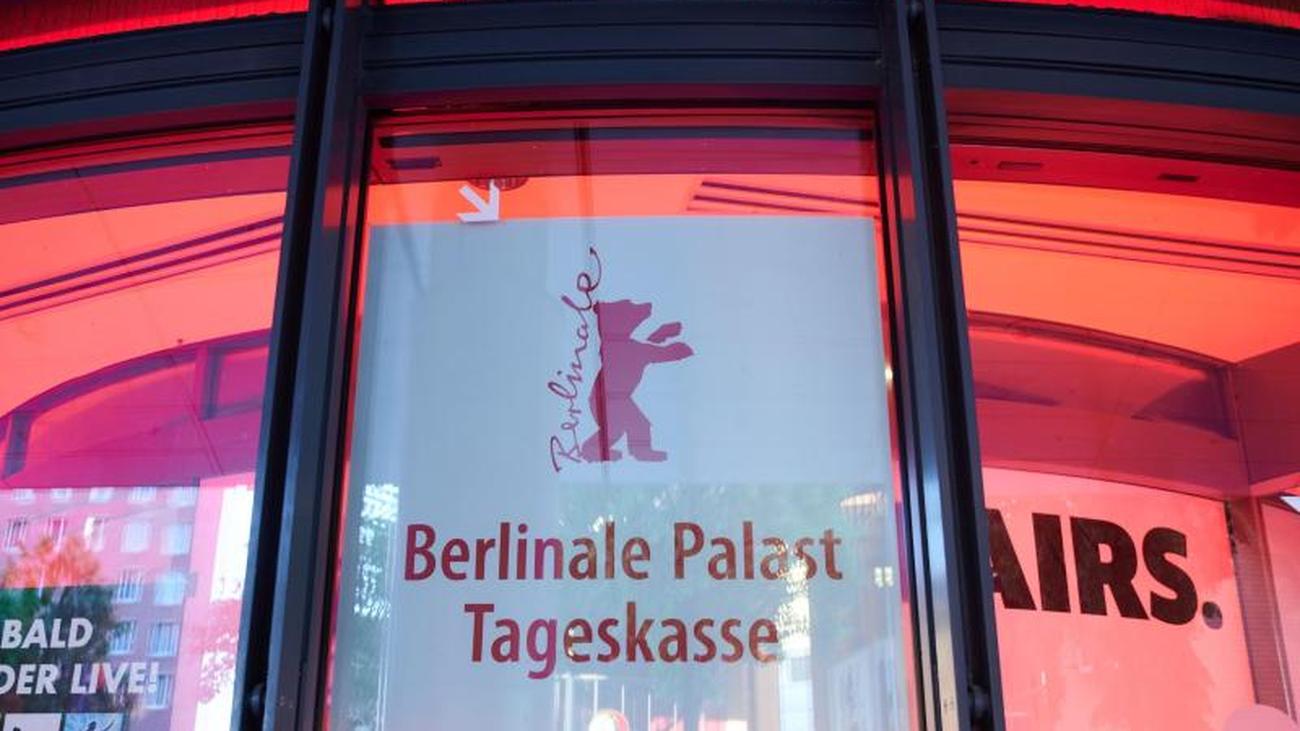 Berlinale
Berlinale Palast
Tageskasse
BALD
DER LIVE!
AIRS.